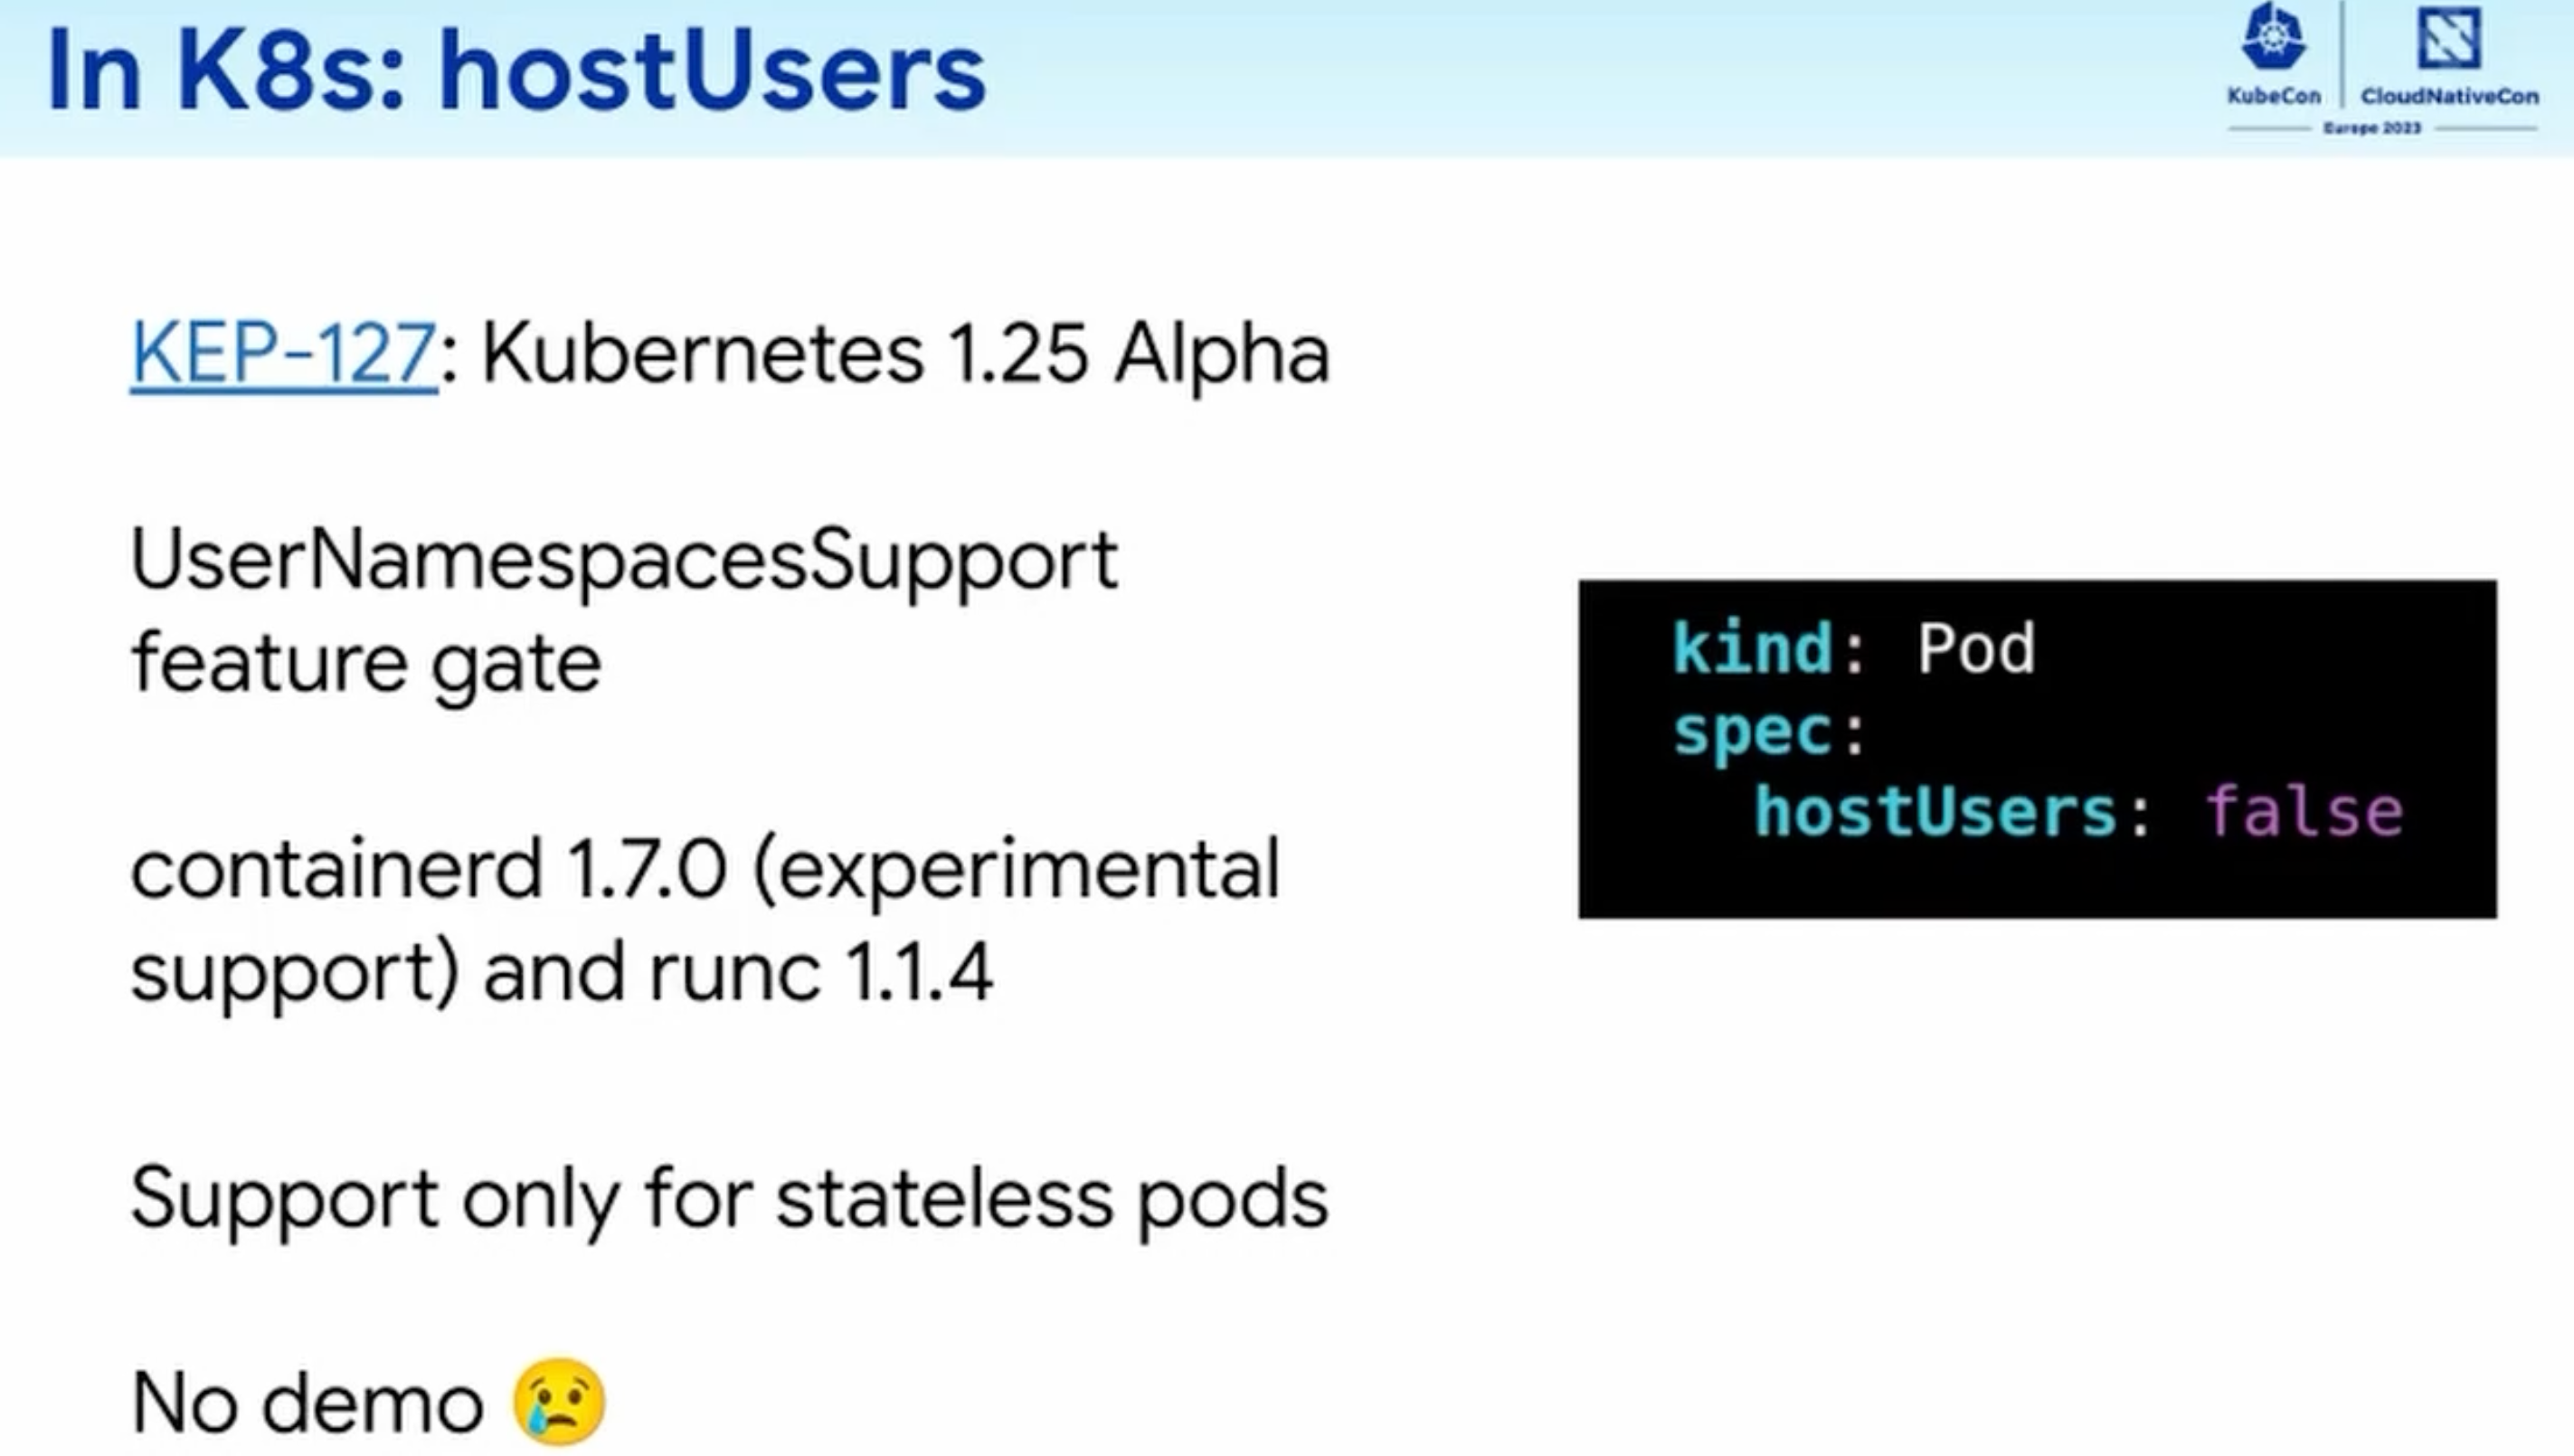 In K8s: hostUsers
KubeCon
CloudNativeCon
Europe 2023
KEP-127: Kubernetes 1.25 Alpha
UserNamespacesSupport
feature gate
containerd 1.7.0 (experimental
support) and runc 1.1.4
Support only for stateless pods
No demo 😢
kind: Pod
spec:
  hostUsers: false